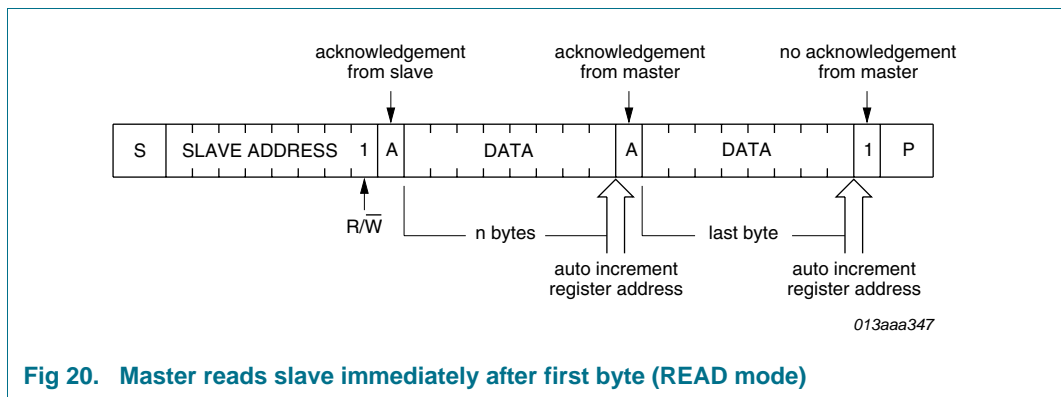 acknowledgement
from slave
acknowledgement
from master
no acknowledgement
from master
S SLAVE ADDRESS 1 A DATA A DATA 1 P
R/W̅
n bytes
last byte
auto increment
register address
auto increment
register address
013aaa347
Fig 20. Master reads slave immediately after first byte (READ mode)